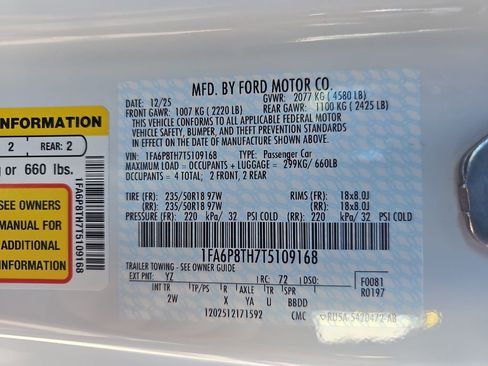 INFORMATION
2 REAR: 2
or 660 lbs.
SEE OWNERS
MANUAL FOR
ADDITIONAL
INFORMATION
1FA6P8TH7T5109168
MFD. BY FORD MOTOR CO.
DATE: 12/25 GVWR: 2077 KG ( 4580 LB)
FRONT GAWR: 1007 KG ( 2220 LB) REAR GAWR: 1100 KG ( 2425 LB)
THIS VEHICLE CONFORMS TO ALL APPLICABLE FEDERAL MOTOR
VEHICLE SAFETY, BUMPER, AND THEFT PREVENTION STANDARDS
IN EFFECT ON THE DATE OF MANUFACTURE SHOWN ABOVE.
VIN: 1FA6P8TH7T5109168 TYPE: Passenger Car
MAXIMUM LOAD = OCCUPANTS + LUGGAGE = 299KG/ 660LB
OCCUPANTS = 4 TOTAL; 2 FRONT, 2 REAR
TIRE (FR) 235/50R18 97W RIMS (FR) 18x8.0J
(RR) 235/50R18 97W (RR) 18x8.0J
PRESSURE (FR) 220 kPa/ 32 PSI COLD (RR) 220 kPa/ 32 PSI COLD
1FA6P8TH7T5109168
TRAILER TOWING - SEE OWNER GUIDE
EXT PNT: YZ RC: 72 DSO: F0081
INT TR TP/PS R AXLE TR SPR R0197
2W X YA U BBDD
1202512171592 CMC